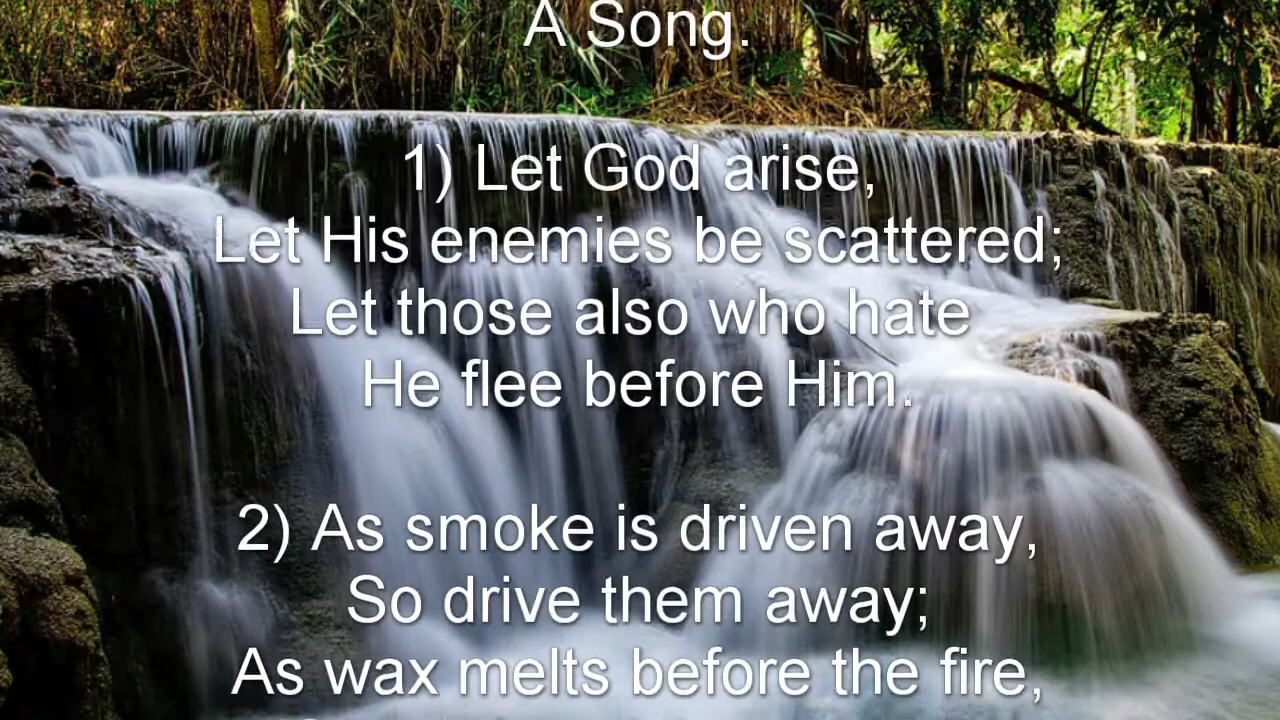 A Song.
1) Let God arise,
Let His enemies be scattered;
Let those also who hate
He flee before Him.
2) As smoke is driven away,
So drive them away;
As wax melts before the fire,